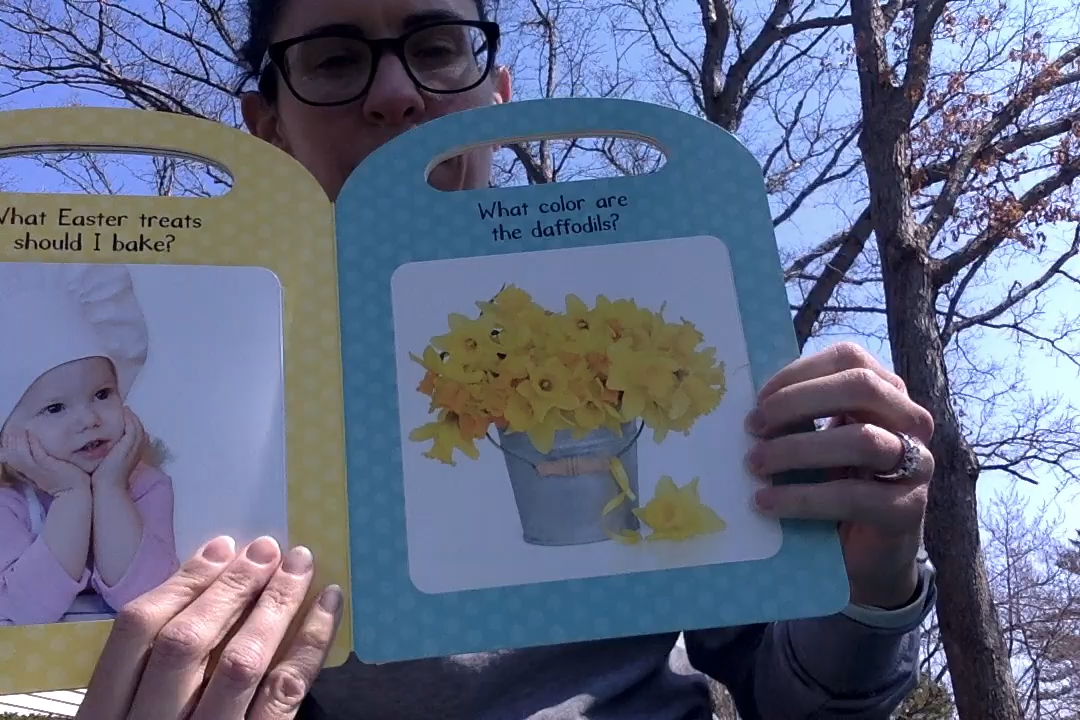 What Easter treats
should I bake?
What color are
the daffodils?